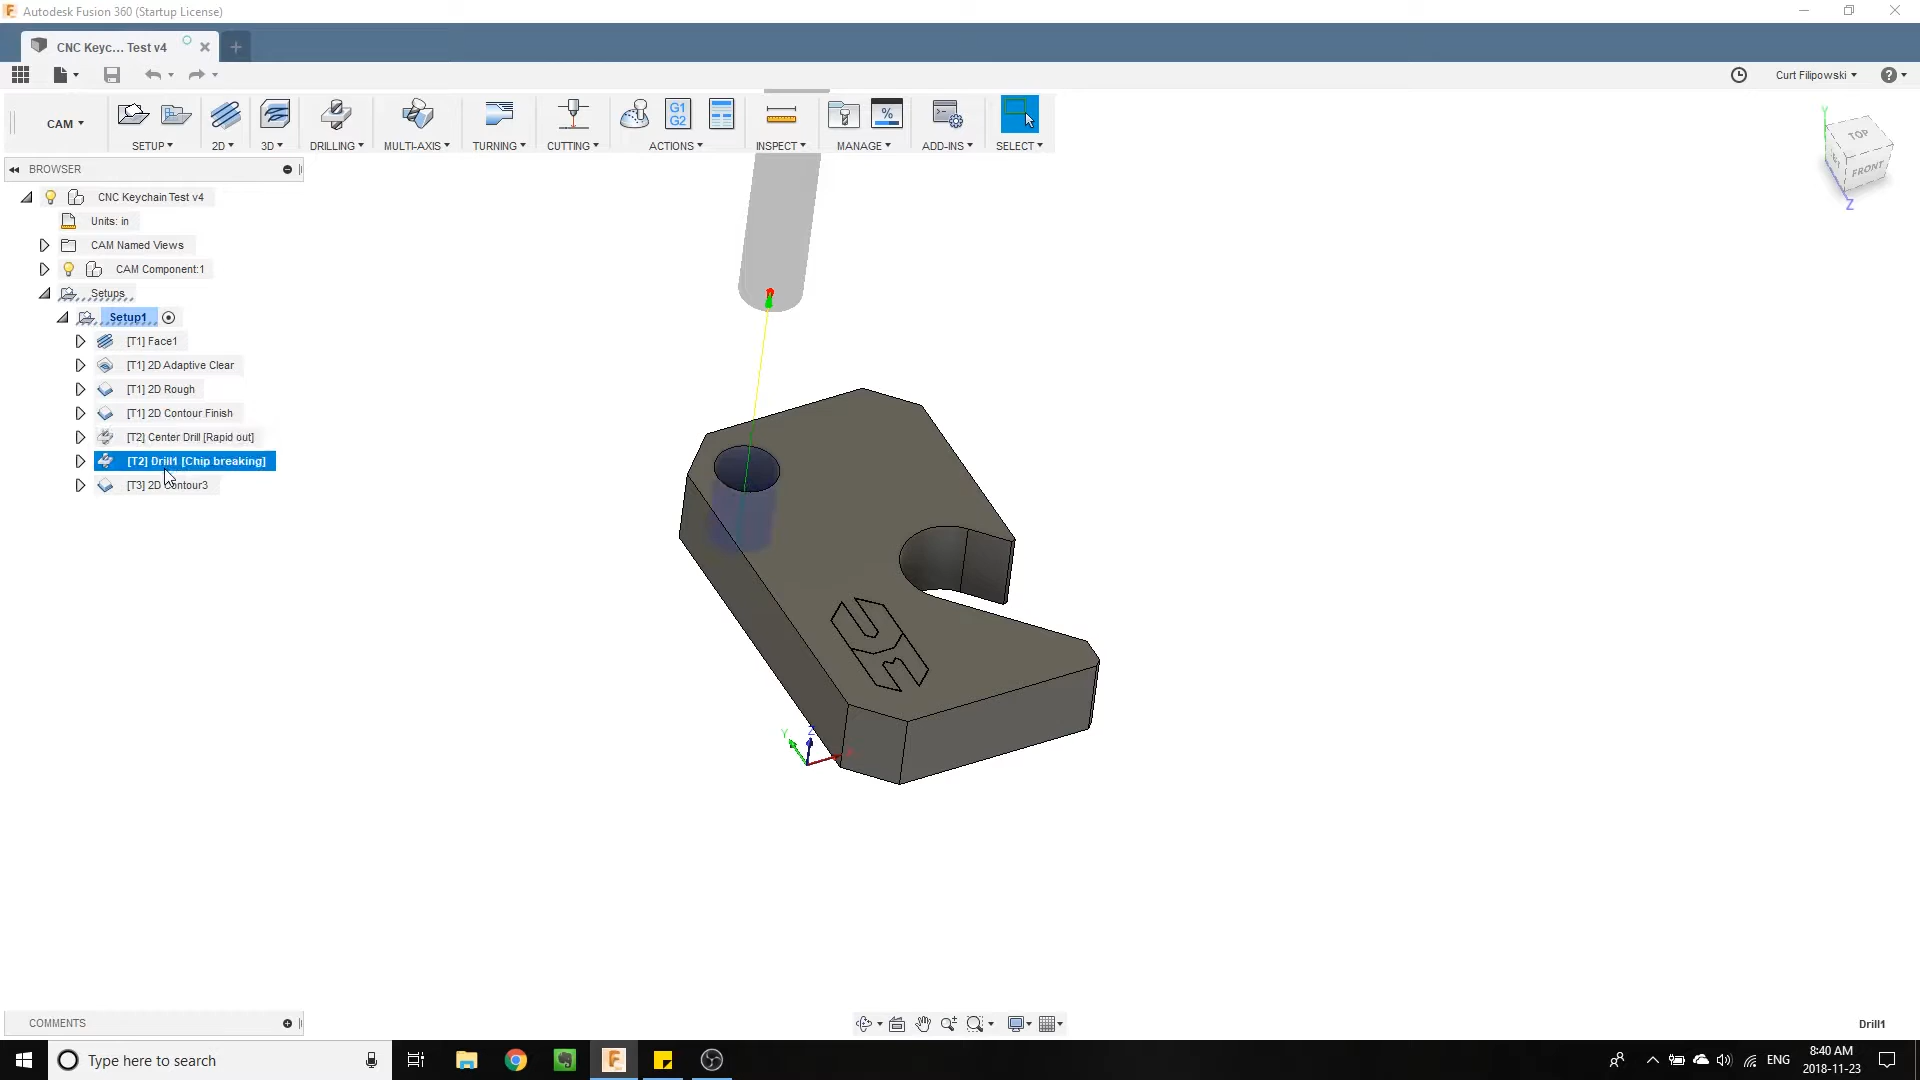 Autodesk Fusion 360 (Startup License)
CNC Keyc... Test v4
Curt Filipowski
CAM
SETUP
2D
3D
DRILLING
MULTI-AXIS
TURNING
CUTTING
G1
G2
ACTIONS
INSPECT
%
MANAGE
ADD-INS
SELECT
TOP
FRONT
Y
Z
BROWSER
CNC Keychain Test v4
Units: in
CAM Named Views
CAM Component:1
Setups
Setup1
[T1] Face1
[T1] 2D Adaptive Clear
[T1] 2D Rough
[T1] 2D Contour Finish
[T2] Center Drill [Rapid out]
[T2] Drill1 [Chip breaking]
[T3] 2D Contour3
Y
Z
COMMENTS
Drill1
Type here to search
ENG
8:40 AM
2018-11-23